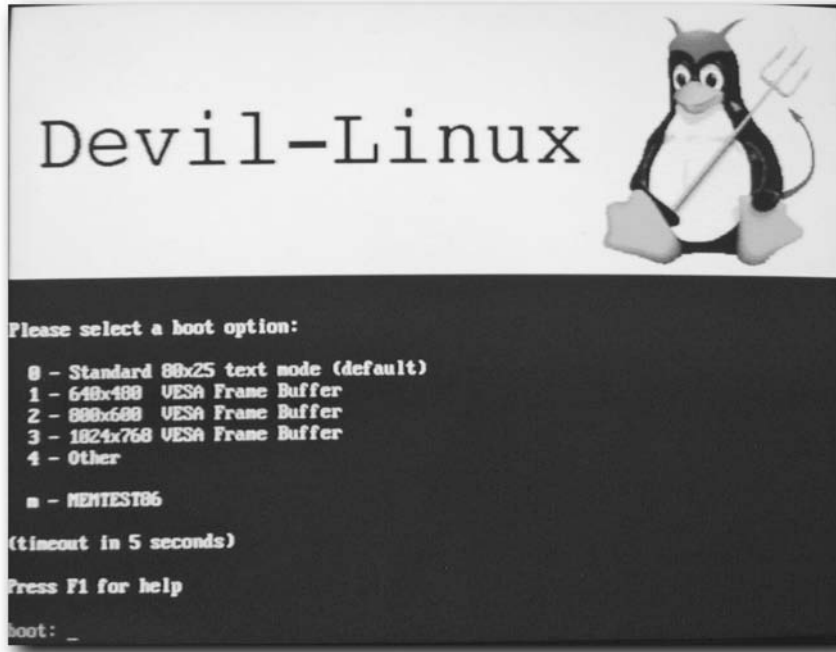 Devil-Linux
Please select a boot option:
0 - Standard 80x25 text mode (default)
1 - 640x480 VESA Frame Buffer
2 - 800x600 VESA Frame Buffer
3 - 1024x768 VESA Frame Buffer
4 - Other
m - MEMTEST86
(timeout in 5 seconds)
Press F1 for help
boot: _